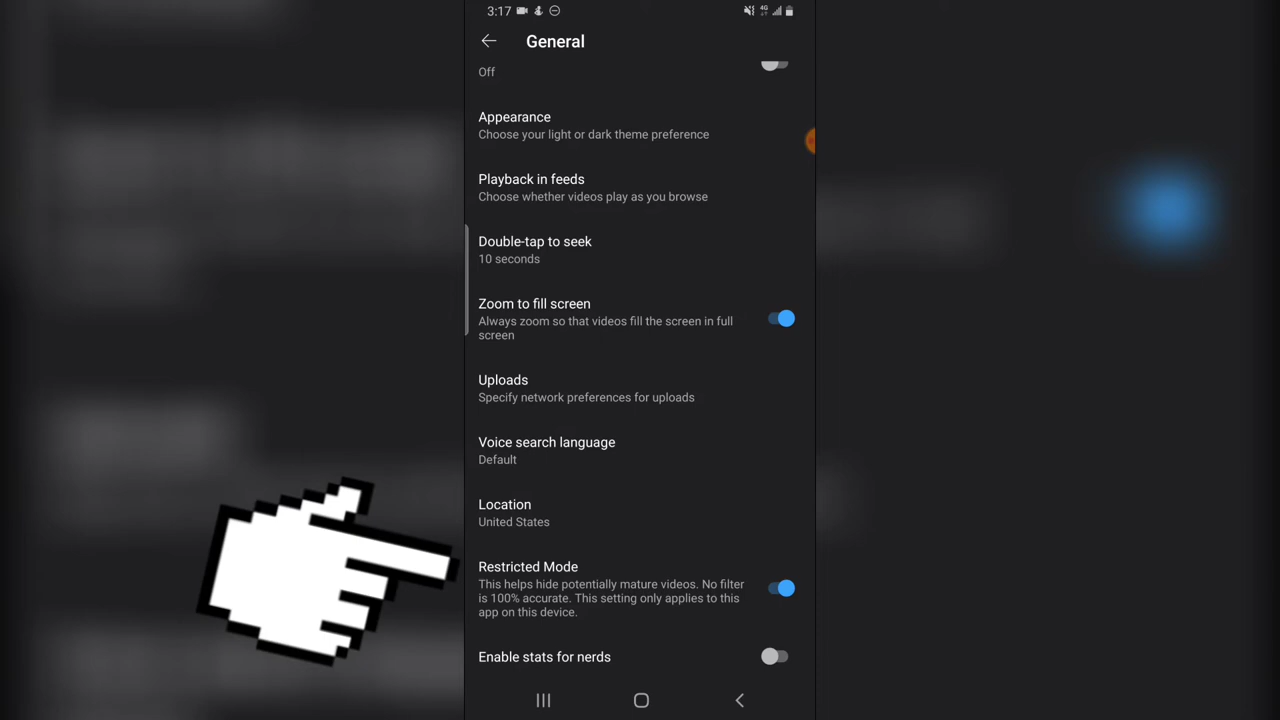 3:17
4G
General
Off
Appearance
Choose your light or dark theme preference
Playback in feeds
Choose whether videos play as you browse
Double-tap to seek
10 seconds
Zoom to fill screen
Always zoom so that videos fill the screen in full
screen
Uploads
Specify network preferences for uploads
Voice search language
Default
Location
United States
Restricted Mode
This helps hide potentially mature videos. No filter
is 100% accurate. This setting only applies to this
app on this device.
Enable stats for nerds